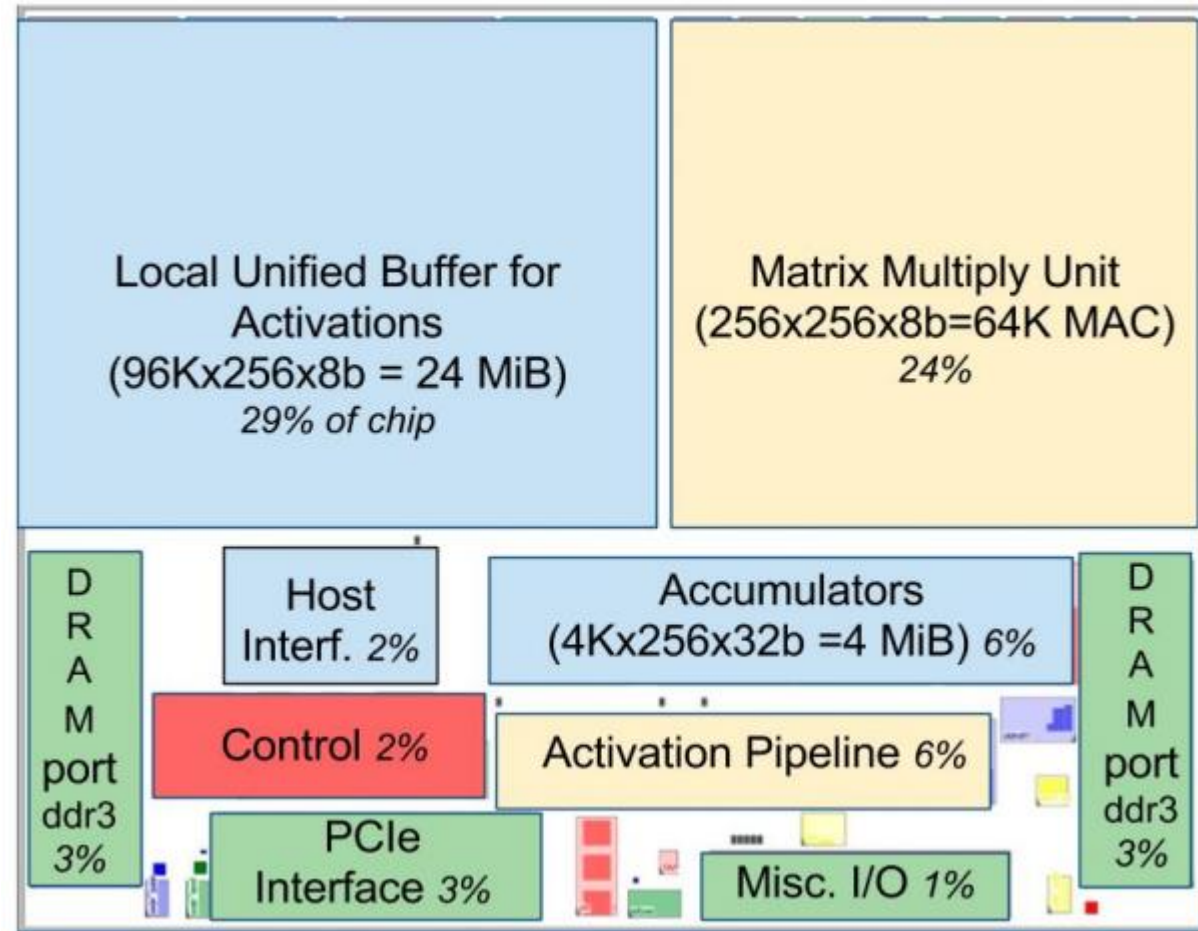 Local Unified Buffer for
Activations
(96Kx256x8b = 24 MiB)
29% of chip
Matrix Multiply Unit
(256x256x8b=64K MAC)
24%
D
R
A
M
port
ddr3
3%
Host
Interf. 2%
Accumulators
(4Kx256x32b =4 MiB) 6%
D
R
A
M
port
ddr3
3%
Control 2%
Activation Pipeline 6%
PCIe
Interface 3%
Misc. I/O 1%